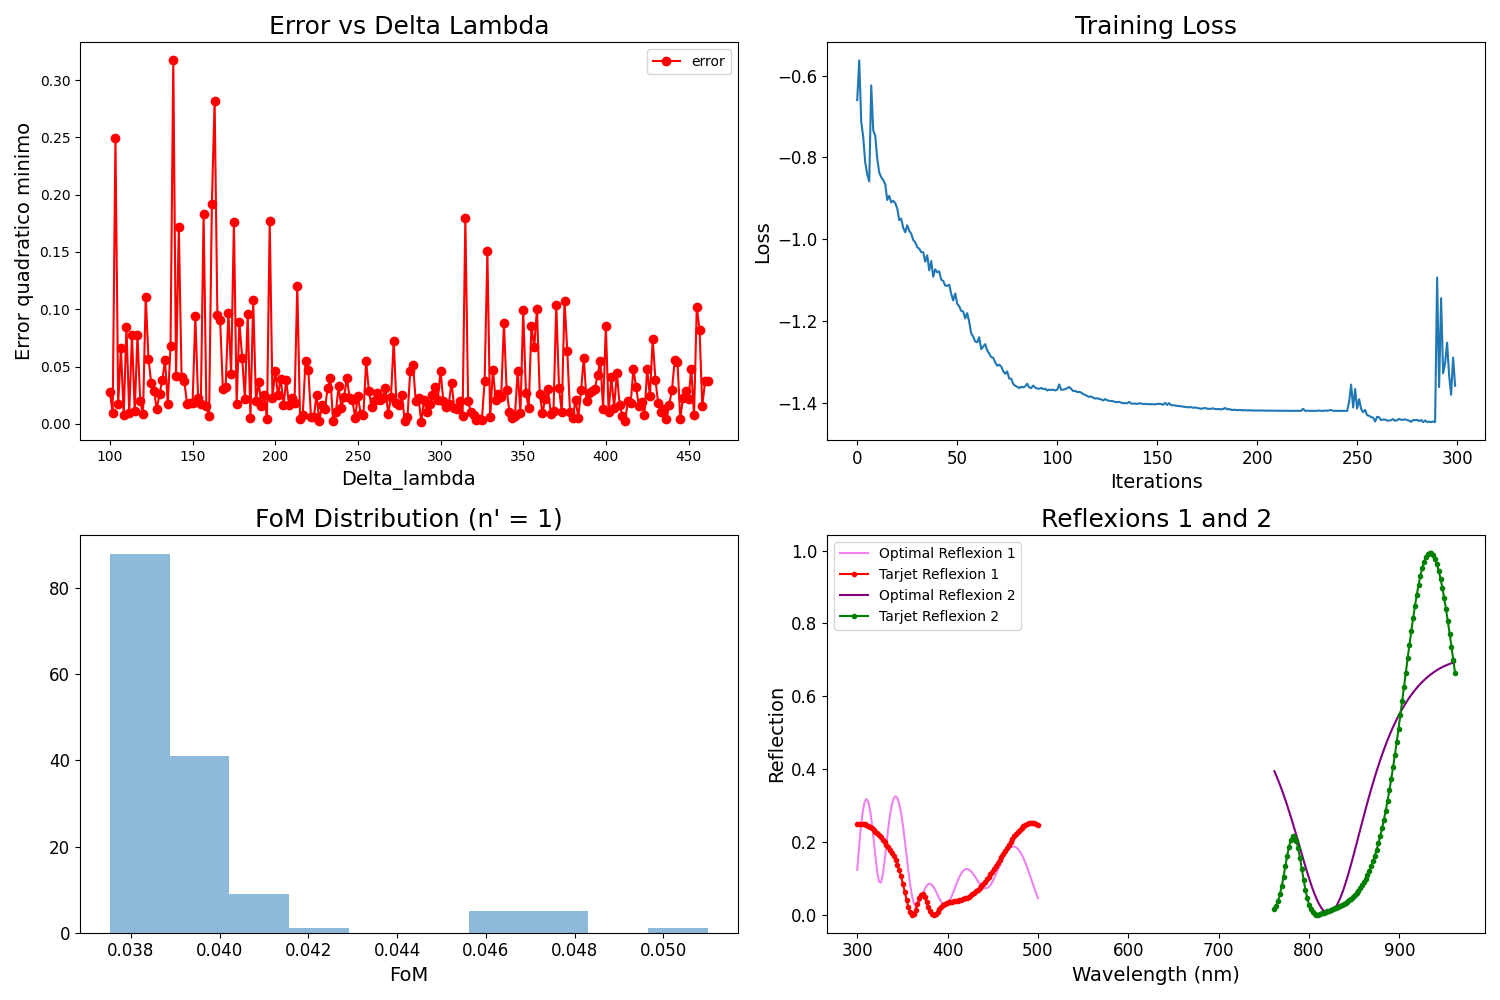 Error vs Delta Lambda
error
Error quadratico minimo
0.30
0.25
0.20
0.15
0.10
0.05
0.00
100 150 200 250 300 350 400 450
Delta_lambda
Training Loss
Loss
−0.6
−0.8
−1.0
−1.2
−1.4
0 50 100 150 200 250 300
Iterations
FoM Distribution (n' = 1)
80
60
40
20
0
0.038 0.040 0.042 0.044 0.046 0.048 0.050
FoM
Reflexions 1 and 2
Optimal Reflexion 1
Tarjet Reflexion 1
Optimal Reflexion 2
Tarjet Reflexion 2
Reflection
1.0
0.8
0.6
0.4
0.2
0.0
300 400 500 600 700 800 900
Wavelength (nm)